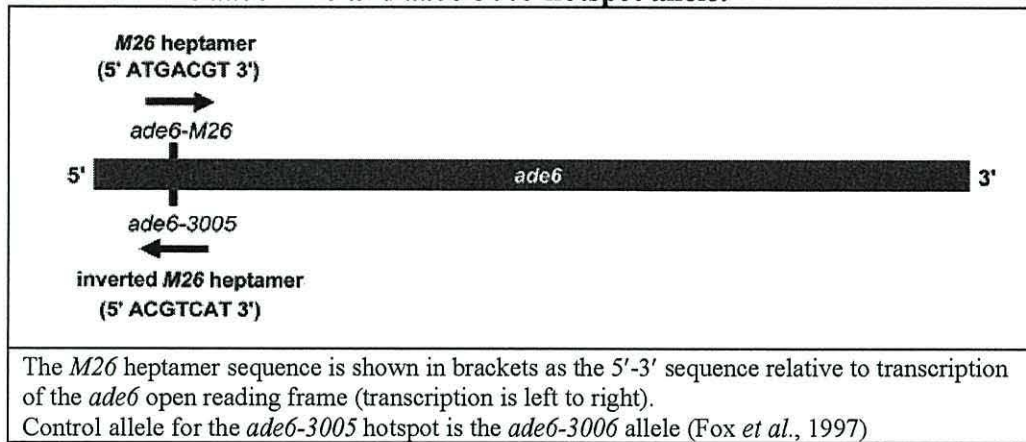 M26 heptamer
(5' ATGACGT 3')
ade6-M26
5' ade6 3'
ade6-3005
inverted M26 heptamer
(5' ACGTCAT 3')
The M26 heptamer sequence is shown in brackets as the 5′-3′ sequence relative to transcription
of the ade6 open reading frame (transcription is left to right).
Control allele for the ade6-3005 hotspot is the ade6-3006 allele (Fox et al., 1997)